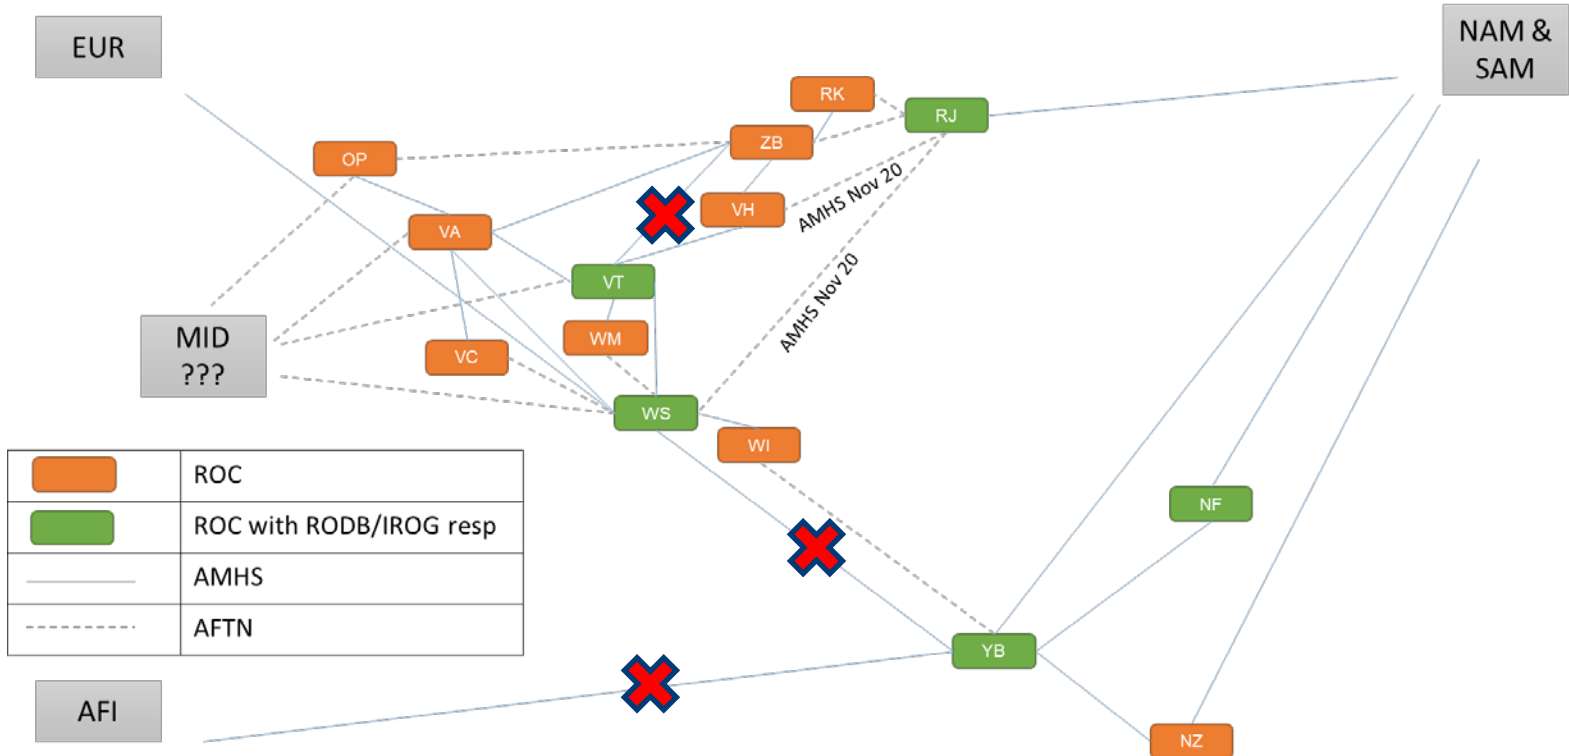 EUR
NAM &
SAM
RK
RJ
ZB
OP
AMHS Nov 20
VH
VA
VT
AMHS Nov 20
MID
???
WM
VC
WS
WI
ROC
NF
ROC with RODB/IROG resp
AMHS
AFTN
YB
AFI
NZ